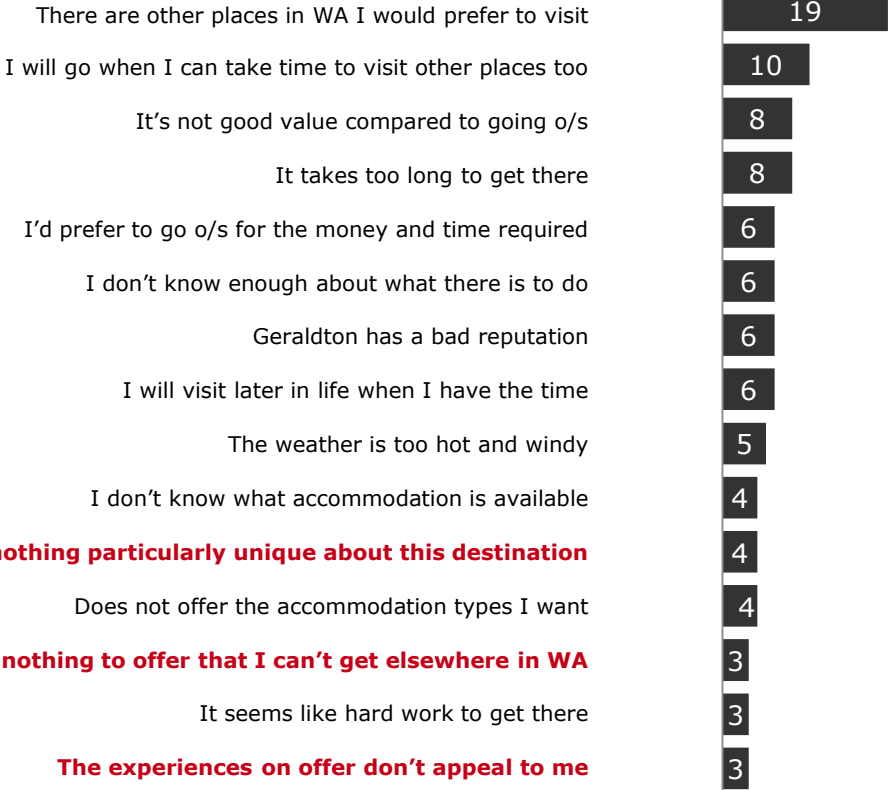 There are other places in WA I would prefer to visit 19
I will go when I can take time to visit other places too 10
It's not good value compared to going o/s 8
It takes too long to get there 8
I'd prefer to go o/s for the money and time required 6
I don't know enough about what there is to do 6
Geraldton has a bad reputation 6
I will visit later in life when I have the time 6
The weather is too hot and windy 5
I don't know what accommodation is available 4
nothing particularly unique about this destination 4
Does not offer the accommodation types I want 4
nothing to offer that I can't get elsewhere in WA 3
It seems like hard work to get there 3
The experiences on offer don't appeal to me 3